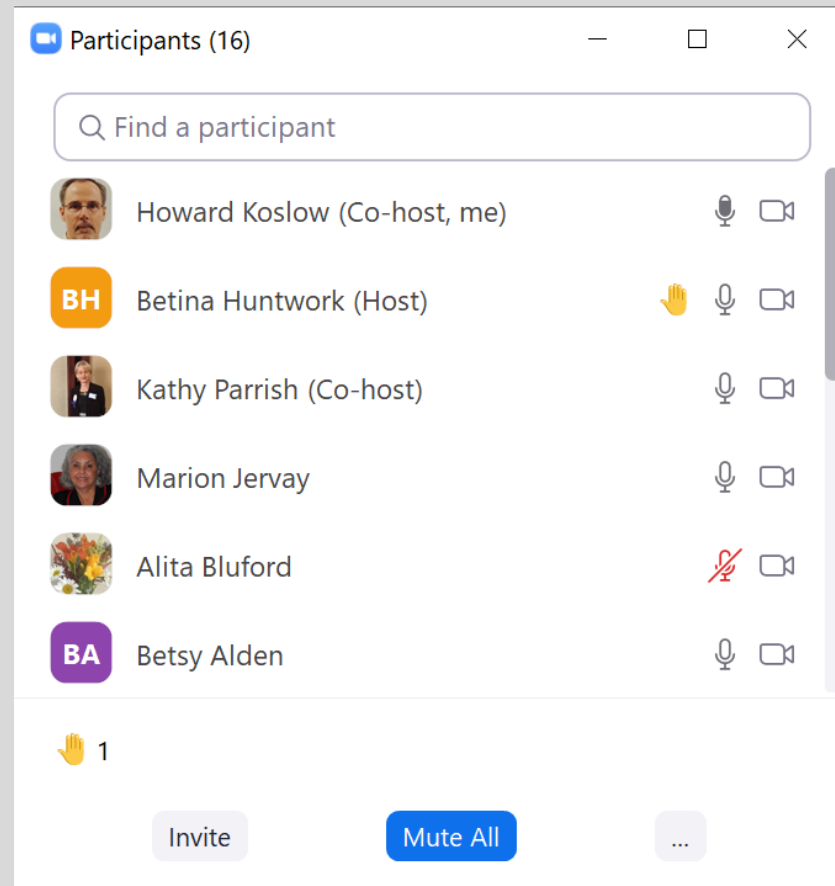 Participants (16)
Find a participant
Howard Koslow (Co-host, me)
BH Betina Huntwork (Host)
Kathy Parrish (Co-host)
Marion Jervay
Alita Bluford
BA Betsy Alden
1
Invite Mute All ...